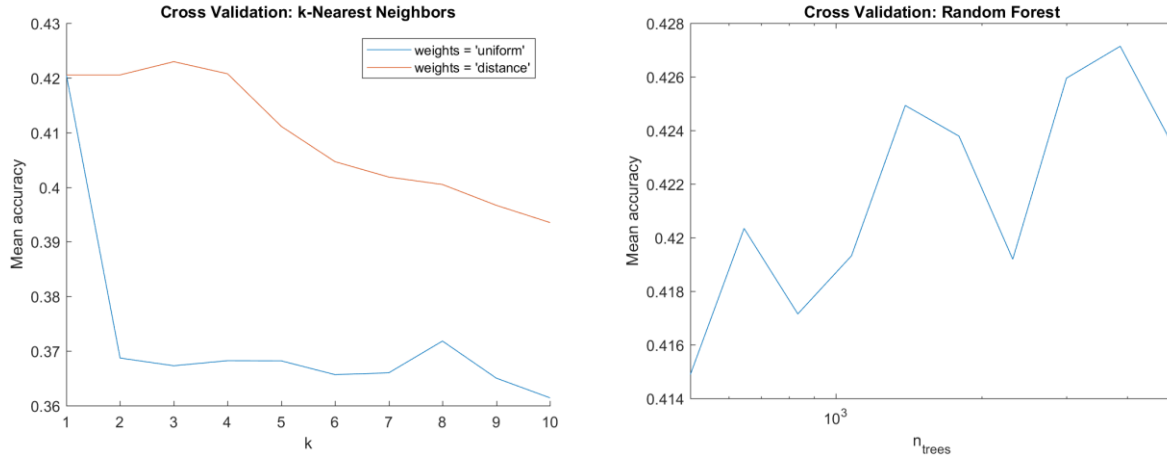 Cross Validation: k-Nearest Neighbors
0.43
0.42
0.41
0.4
0.39
0.38
0.37
0.36
Mean accuracy
weights = 'uniform'
weights = 'distance'
1 2 3 4 5 6 7 8 9 10
k
Cross Validation: Random Forest
0.428
0.426
0.424
0.422
0.42
0.418
0.416
0.414
Mean accuracy
10³
n_trees